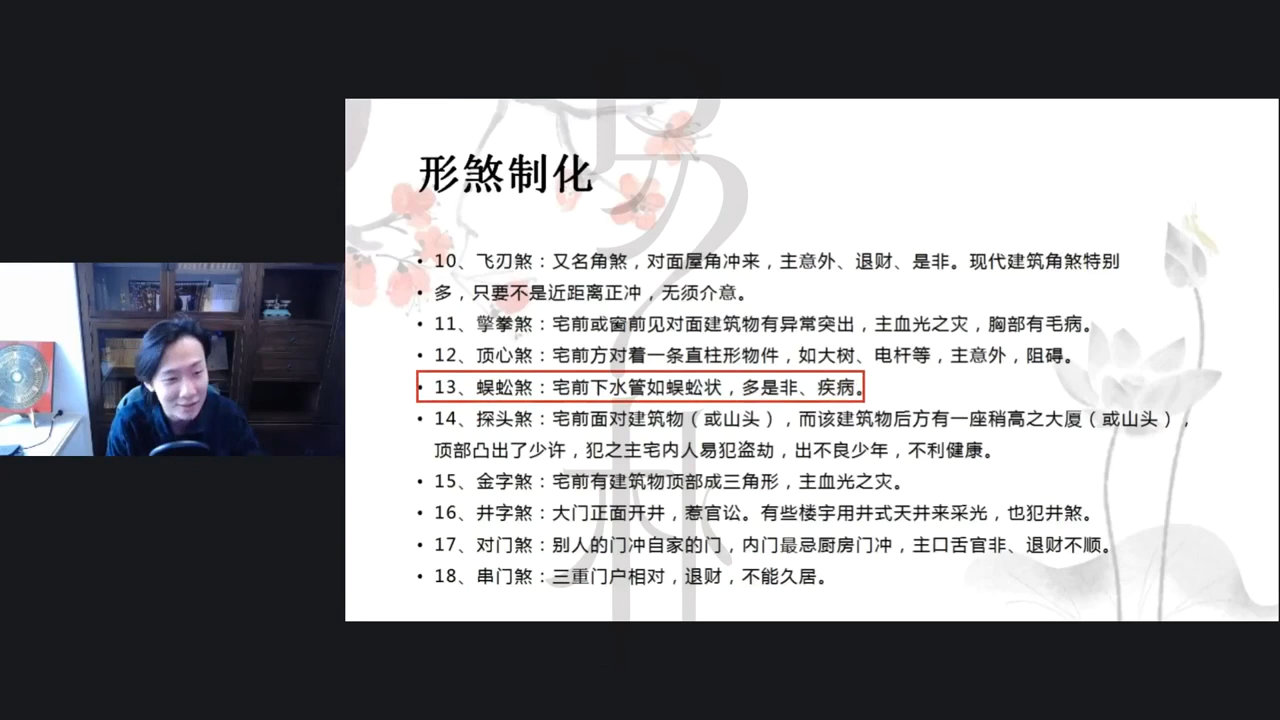 形煞制化
• 10、飞刃煞：又名角煞，对面屋角冲来，主意外、退财、是非。现代建筑角煞特别
• 多，只要不是近距离正冲，无须介意。
• 11、擎拳煞：宅前或窗前见对面建筑物有异常突出，主血光之灾，胸部有毛病。
• 12、顶心煞：宅前方对着一条直柱形物件，如大树、电杆等，主意外，阻碍。
• 13、蜈蚣煞：宅前下水管如蜈蚣状，多是非、疾病。
• 14、探头煞：宅前面对建筑物（或山头），而该建筑物后方有一座稍高之大厦（或山头），
顶部凸出了少许，犯之主宅内人易犯盗劫，出不良少年，不利健康。
• 15、金字煞：宅前有建筑物顶部成三角形，主血光之灾。
• 16、井字煞：大门正面开井，惹官讼。有些楼宇用井式天井来采光，也犯井煞。
• 17、对门煞：别人的门冲自家的门，内门最忌厨房门冲，主口舌官非、退财不顺。
• 18、串门煞：三重门户相对，退财，不能久居。